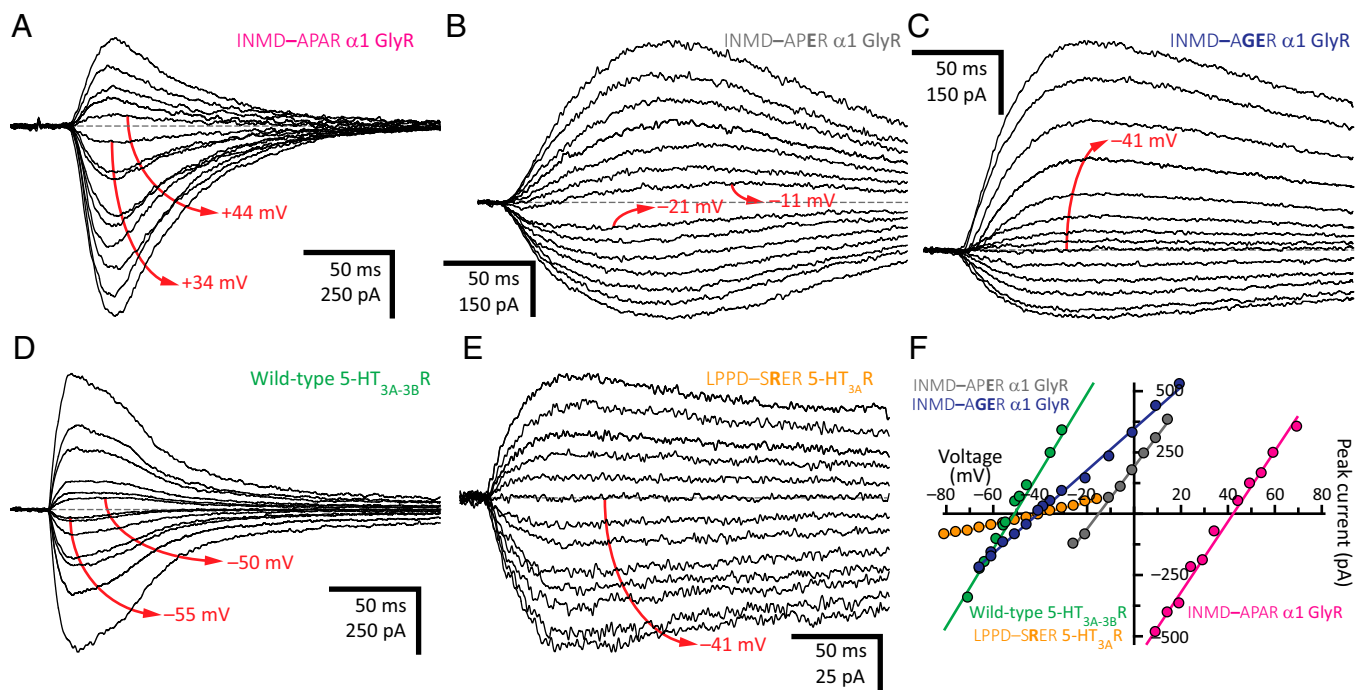 A
INMD–APAR α1 GlyR
+44 mV
+34 mV
50 ms
250 pA
B
INMD–APER α1 GlyR
–21 mV
–11 mV
50 ms
150 pA
C
INMD–AGER α1 GlyR
50 ms
150 pA
–41 mV
D
Wild-type 5-HT3A-3BR
–50 mV
–55 mV
50 ms
250 pA
E
LPPD–SRER 5-HT3AR
–41 mV
50 ms
25 pA
F
INMD–APER α1 GlyR
INMD–AGER α1 GlyR
Voltage
(mV)
–80 –60 –40 –20 20 40 60 80
500
250
–250
–500
Peak current (pA)
Wild-type 5-HT3A-3BR
LPPD–SRER 5-HT3AR
INMD–APAR α1 GlyR